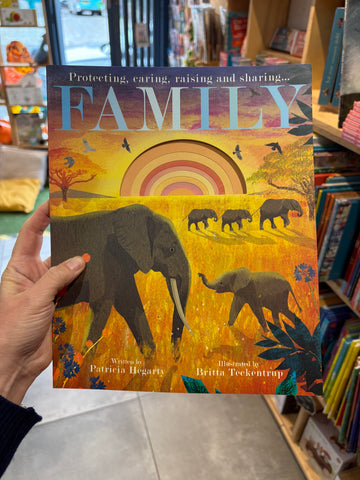 Protecting, caring, raising and sharing...
FAMILY
Written by
Patricia Hegarty
Illustrated by
Britta Teckentrup